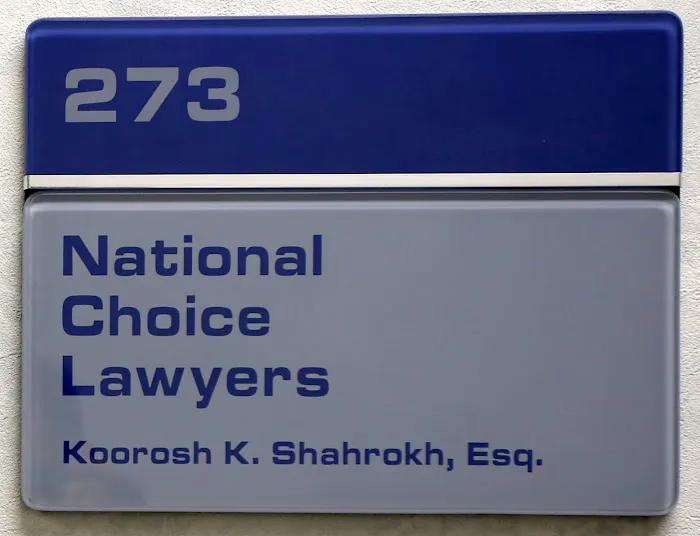 273
National
Choice
Lawyers
Koorosh K. Shahrokh, Esq.